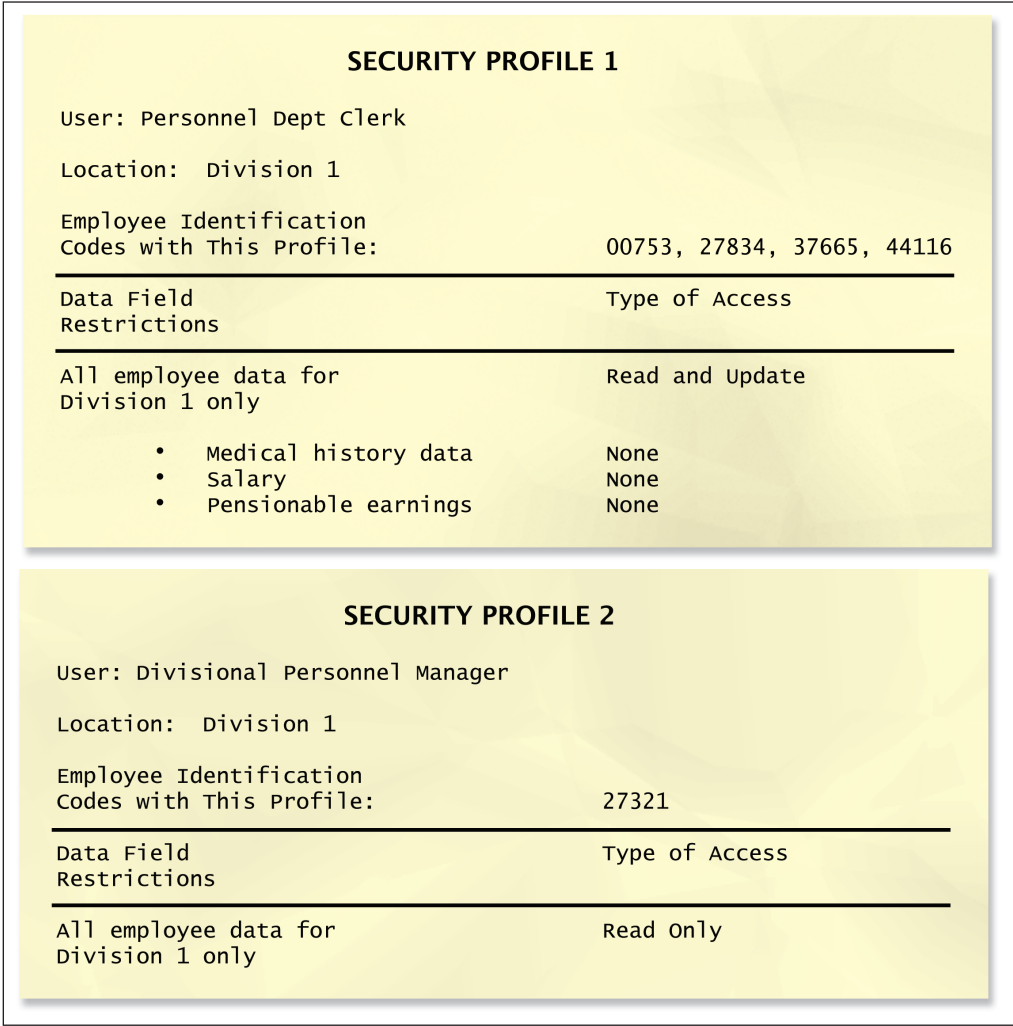 SECURITY PROFILE 1
User: Personnel Dept Clerk
Location: Division 1
Employee Identification
Codes with This Profile: 00753, 27834, 37665, 44116
Data Field Type of Access
Restrictions
All employee data for Read and Update
Division 1 only
• Medical history data None
• Salary None
• Pensionable earnings None
SECURITY PROFILE 2
User: Divisional Personnel Manager
Location: Division 1
Employee Identification
Codes with This Profile: 27321
Data Field Type of Access
Restrictions
All employee data for Read Only
Division 1 only